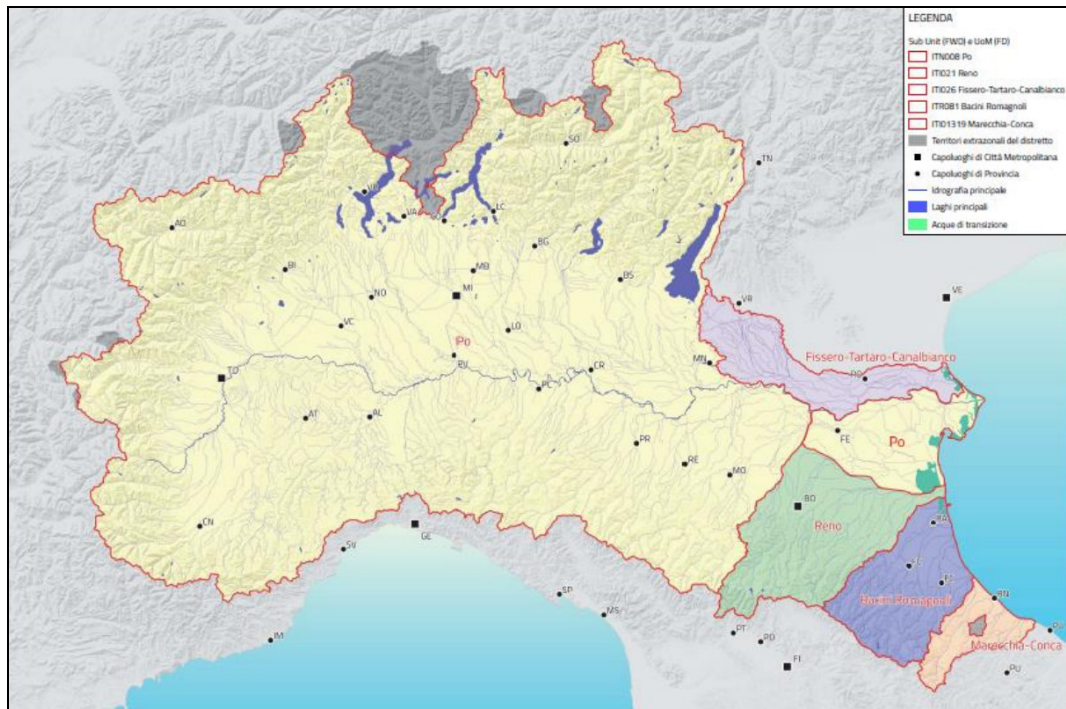 LEGENDA
Sub Unit (FWD) e UoM (FD)
ITN008 Po
ITI021 Reno
ITI026 Fissero-Tartaro-Canalbianco
ITR081 Bacini Romagnoli
ITI01319 Marecchia-Conca
Territori extrazonali del distretto
Capoluoghi di Città Metropolitana
Capoluoghi di Provincia
Idrografia principale
Laghi principali
Acque di transizione
SO
TN
VB
VA
CO
LC
AO
BG
BI
MB
BS
MI
NO
VR
VE
VC
LO
Po
PV
Fissero-Tartaro-Canalbianco
MN
CR
RO
TO
PC
AT
AL
FE
Po
PR
RE
MO
BO
CN
GE
Reno
RA
SV
FC
SP
Bacini Romagnoli
RN
MS
IM
PT
PO
Marecchia-Conca
PU
FI
PU